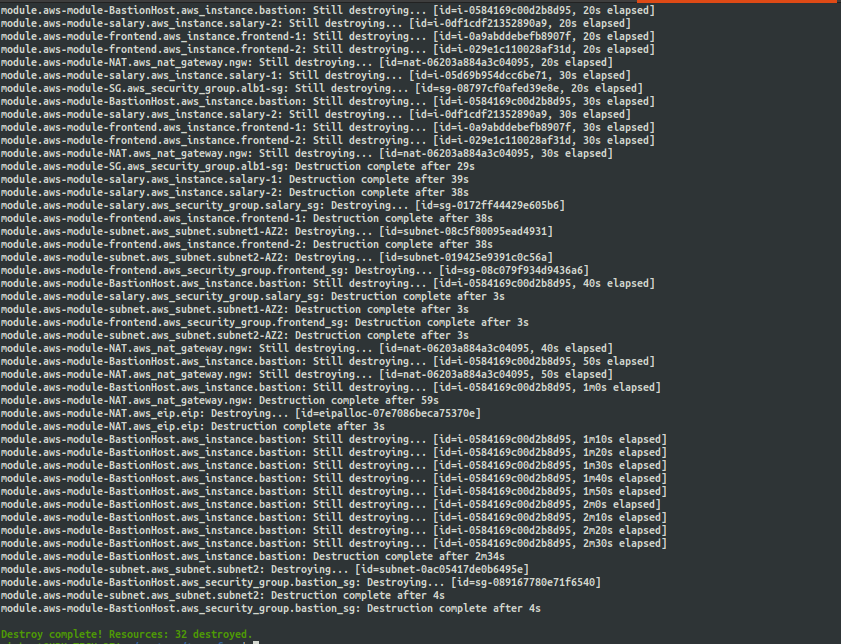 module.aws-module-BastionHost.aws_instance.bastion: Still destroying... [id=i-0584169c00d2b8d95, 20s elapsed]
module.aws-module-salary.aws_instance.salary-2: Still destroying... [id=i-0df1cdf21352890a9, 20s elapsed]
module.aws-module-frontend.aws_instance.frontend-1: Still destroying... [id=i-0a9abddebefb8907f, 20s elapsed]
module.aws-module-frontend.aws_instance.frontend-2: Still destroying... [id=i-029e1c110028af31d, 20s elapsed]
module.aws-module-NAT.aws_nat_gateway.ngw: Still destroying... [id=nat-06203a884a3c04095, 20s elapsed]
module.aws-module-salary.aws_instance.salary-1: Still destroying... [id=i-05d69b954dcc6be71, 30s elapsed]
module.aws-module-SG.aws_security_group.alb1-sg: Still destroying... [id=sg-08797cf0afed39e8e, 20s elapsed]
module.aws-module-BastionHost.aws_instance.bastion: Still destroying... [id=i-0584169c00d2b8d95, 30s elapsed]
module.aws-module-salary.aws_instance.salary-2: Still destroying... [id=i-0df1cdf21352890a9, 30s elapsed]
module.aws-module-frontend.aws_instance.frontend-1: Still destroying... [id=i-0a9abddebefb8907f, 30s elapsed]
module.aws-module-frontend.aws_instance.frontend-2: Still destroying... [id=i-029e1c110028af31d, 30s elapsed]
module.aws-module-NAT.aws_nat_gateway.ngw: Still destroying... [id=nat-06203a884a3c04095, 30s elapsed]
module.aws-module-SG.aws_security_group.alb1-sg: Destruction complete after 29s
module.aws-module-salary.aws_instance.salary-1: Destruction complete after 39s
module.aws-module-salary.aws_instance.salary-2: Destruction complete after 38s
module.aws-module-salary.aws_security_group.salary_sg: Destroying... [id=sg-0172ff44429e605b6]
module.aws-module-frontend.aws_instance.frontend-1: Destruction complete after 38s
module.aws-module-subnet.aws_subnet.subnet1-AZ2: Destroying... [id=subnet-08c5f80095ead4931]
module.aws-module-frontend.aws_instance.frontend-2: Destruction complete after 38s
module.aws-module-subnet.aws_subnet.subnet2-AZ2: Destroying... [id=subnet-019425e9391c0c56a]
module.aws-module-frontend.aws_security_group.frontend_sg: Destroying... [id=sg-08c079f934d9436a6]
module.aws-module-BastionHost.aws_instance.bastion: Still destroying... [id=i-0584169c00d2b8d95, 40s elapsed]
module.aws-module-salary.aws_security_group.salary_sg: Destruction complete after 3s
module.aws-module-subnet.aws_subnet.subnet1-AZ2: Destruction complete after 3s
module.aws-module-frontend.aws_security_group.frontend_sg: Destruction complete after 3s
module.aws-module-subnet.aws_subnet.subnet2-AZ2: Destruction complete after 3s
module.aws-module-NAT.aws_nat_gateway.ngw: Still destroying... [id=nat-06203a884a3c04095, 40s elapsed]
module.aws-module-BastionHost.aws_instance.bastion: Still destroying... [id=i-0584169c00d2b8d95, 50s elapsed]
module.aws-module-NAT.aws_nat_gateway.ngw: Still destroying... [id=nat-06203a884a3c04095, 50s elapsed]
module.aws-module-BastionHost.aws_instance.bastion: Still destroying... [id=i-0584169c00d2b8d95, 1m0s elapsed]
module.aws-module-NAT.aws_nat_gateway.ngw: Destruction complete after 59s
module.aws-module-NAT.aws_eip.eip: Destroying... [id=eipalloc-07e7086beca75370e]
module.aws-module-NAT.aws_eip.eip: Destruction complete after 3s
module.aws-module-BastionHost.aws_instance.bastion: Still destroying... [id=i-0584169c00d2b8d95, 1m10s elapsed]
module.aws-module-BastionHost.aws_instance.bastion: Still destroying... [id=i-0584169c00d2b8d95, 1m20s elapsed]
module.aws-module-BastionHost.aws_instance.bastion: Still destroying... [id=i-0584169c00d2b8d95, 1m30s elapsed]
module.aws-module-BastionHost.aws_instance.bastion: Still destroying... [id=i-0584169c00d2b8d95, 1m40s elapsed]
module.aws-module-BastionHost.aws_instance.bastion: Still destroying... [id=i-0584169c00d2b8d95, 1m50s elapsed]
module.aws-module-BastionHost.aws_instance.bastion: Still destroying... [id=i-0584169c00d2b8d95, 2m0s elapsed]
module.aws-module-BastionHost.aws_instance.bastion: Still destroying... [id=i-0584169c00d2b8d95, 2m10s elapsed]
module.aws-module-BastionHost.aws_instance.bastion: Still destroying... [id=i-0584169c00d2b8d95, 2m20s elapsed]
module.aws-module-BastionHost.aws_instance.bastion: Still destroying... [id=i-0584169c00d2b8d95, 2m30s elapsed]
module.aws-module-BastionHost.aws_instance.bastion: Destruction complete after 2m34s
module.aws-module-subnet.aws_subnet.subnet2: Destroying... [id=subnet-0ac05417de0b6495e]
module.aws-module-BastionHost.aws_security_group.bastion_sg: Destroying... [id=sg-089167780e71f6540]
module.aws-module-subnet.aws_subnet.subnet2: Destruction complete after 4s
module.aws-module-BastionHost.aws_security_group.bastion_sg: Destruction complete after 4s
Destroy complete! Resources: 32 destroyed.